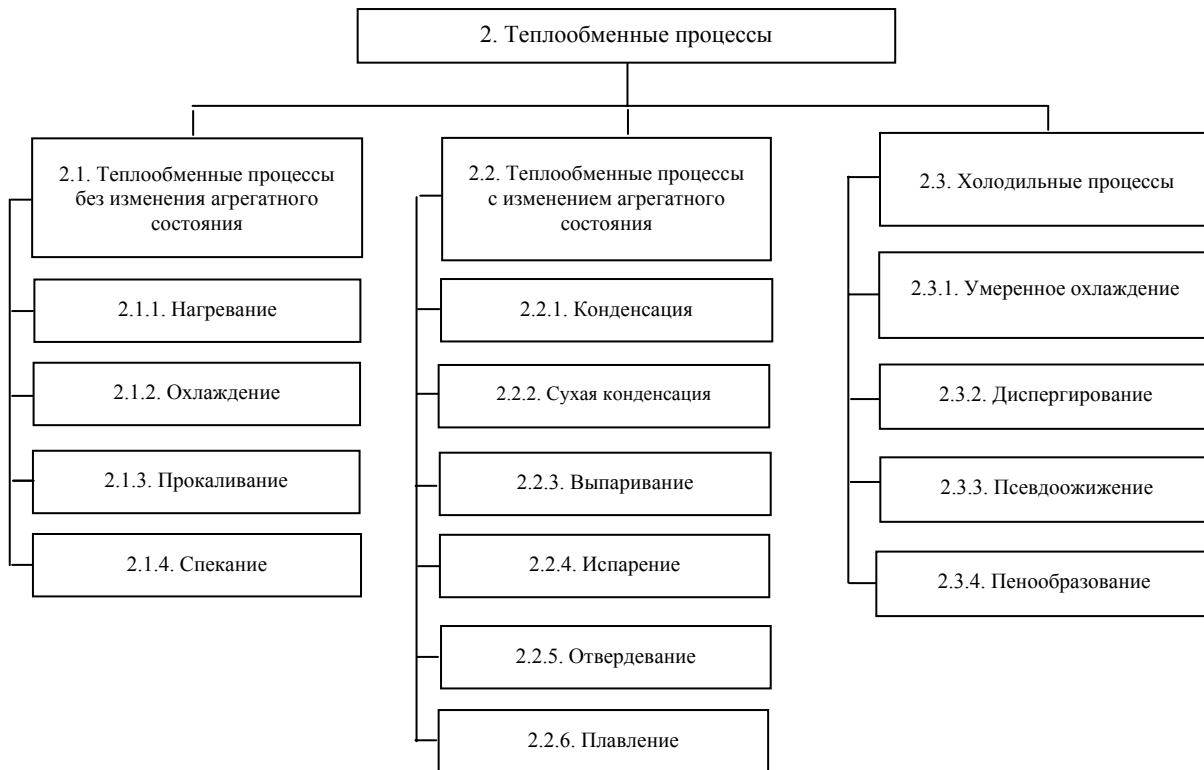 2. Теплообменные процессы
2.1. Теплообменные процессы
без изменения агрегатного
состояния
2.1.1. Нагревание
2.1.2. Охлаждение
2.1.3. Прокаливание
2.1.4. Спекание
2.2. Теплообменные процессы
с изменением агрегатного
состояния
2.2.1. Конденсация
2.2.2. Сухая конденсация
2.2.3. Выпаривание
2.2.4. Испарение
2.2.5. Отвердевание
2.2.6. Плавление
2.3. Холодильные процессы
2.3.1. Умеренное охлаждение
2.3.2. Диспергирование
2.3.3. Псевдоожижение
2.3.4. Пенообразование